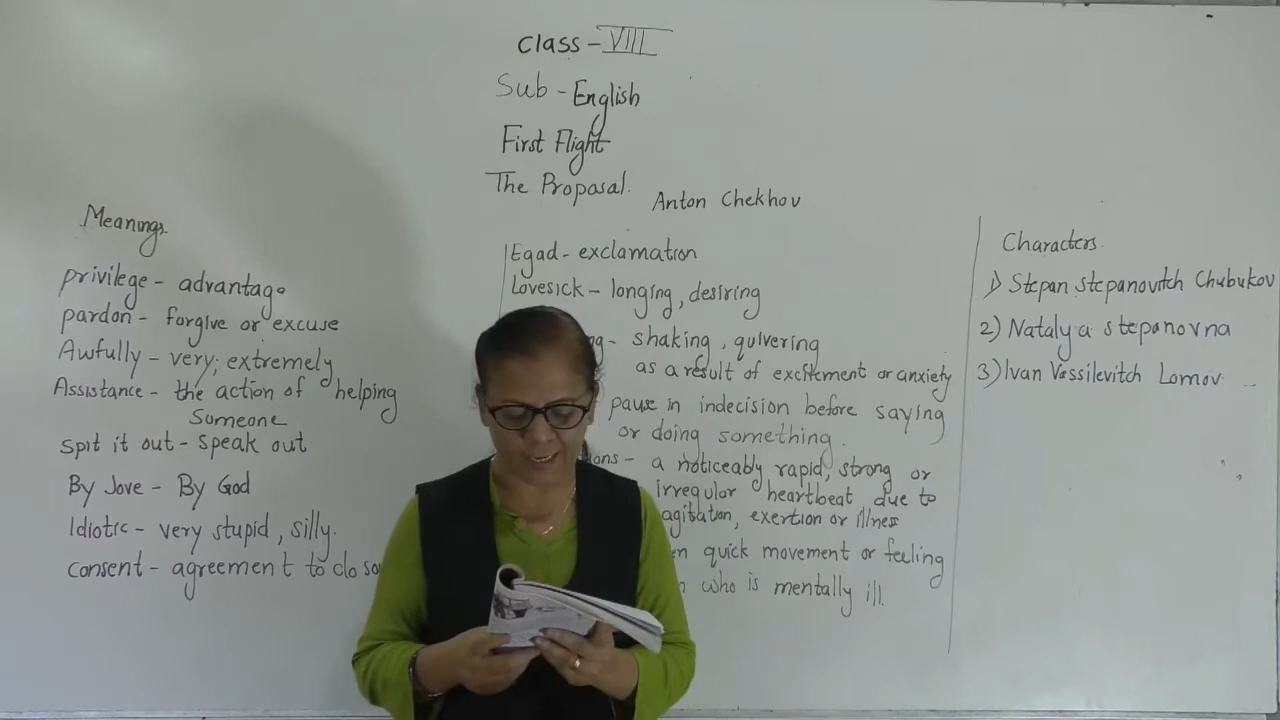 Class - VIII
Sub - English
First Flight
The Proposal.
Anton Chekhov
Meanings.
privilege - advantage
pardon - forgive or excuse
Awfully - very; extremely
Assistance - the action of helping
someone
Spit it out - speak out
By Jove - By God
Idiotic - very stupid, silly.
consent - agreement to do so
Egad - exclamation
Lovesick - longing, desiring
ng - shaking, quivering
as a result of excitement or anxiety
pause in indecision before saying
or doing something.
ions - a noticeably rapid, strong or
irregular heartbeat due to
agitation, exertion or illness
en quick movement or feeling
n who is mentally ill.
Characters.
1) Stepan Stepanovitch Chubukov
2) Natalya stepanovna
3) Ivan Vassilevitch Lomov